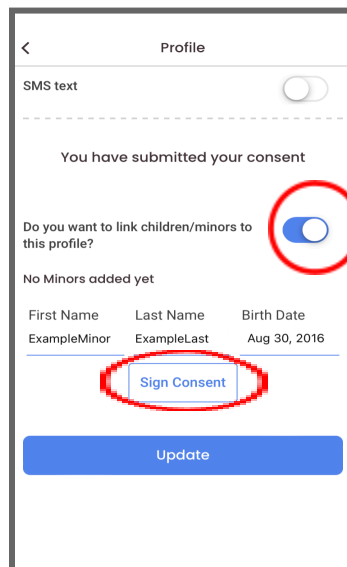 Profile
SMS text
You have submitted your consent
Do you want to link children/minors to
this profile?
No Minors added yet
First Name Last Name Birth Date
ExampleMinor ExampleLast Aug 30, 2016
Sign Consent
Update